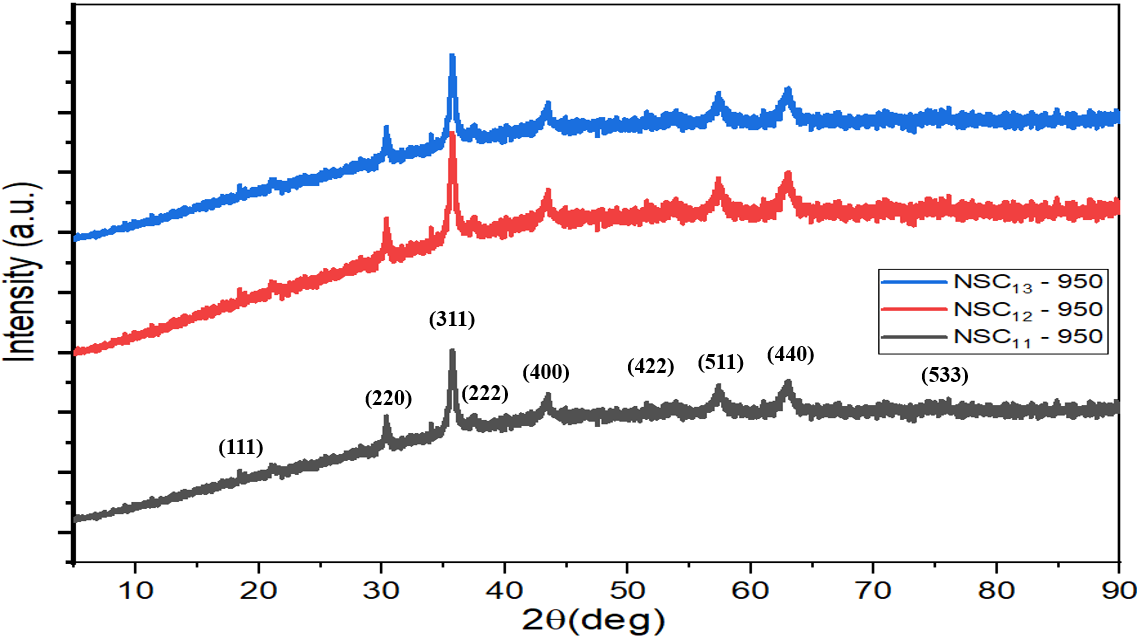 Intensity (a.u.)
NSC₁₃ - 950
NSC₁₂ - 950
NSC₁₁ - 950
(311)
(440)
(511)
(422)
(400)
(533)
(222)
(220)
(111)
10 20 30 40 50 60 70 80 90
2θ(deg)